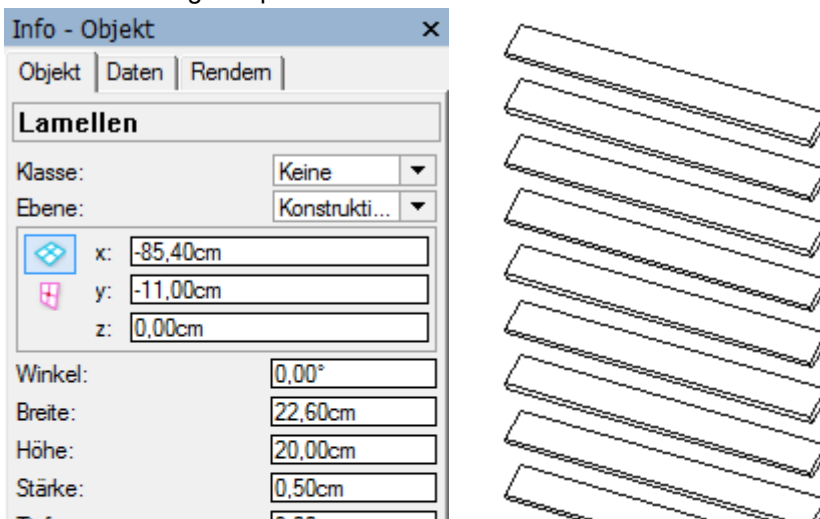 Info - Objekt
Objekt Daten Rendern
Lamellen
Klasse: Keine
Ebene: Konstrukti...
x: -85,40cm
y: -11,00cm
z: 0,00cm
Winkel: 0,00°
Breite: 22,60cm
Höhe: 20,00cm
Stärke: 0,50cm